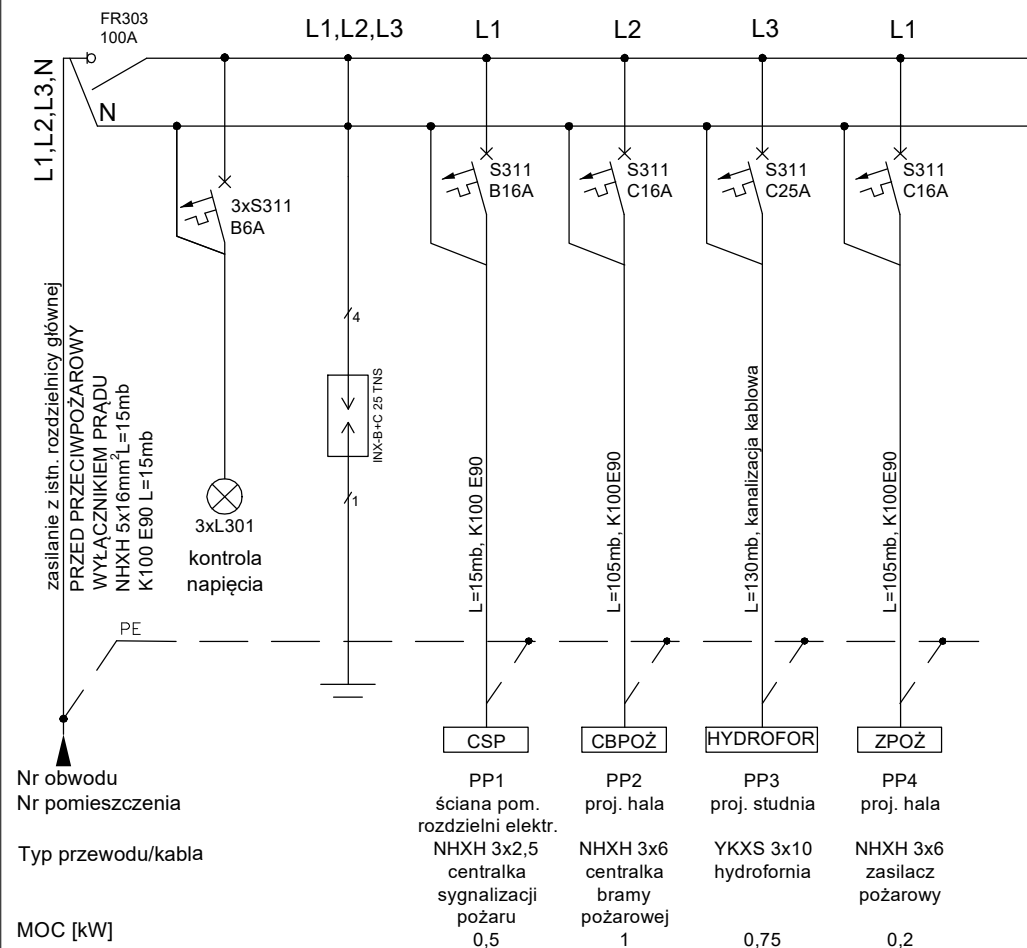 FR303
100A
L1,L2,L3
L1
L2
L3
L1
L1,L2,L3,N
N
3xS311
B6A
S311
B16A
S311
C16A
S311
C25A
S311
C16A
zasilanie z istn. rozdzielnicy głównej
PRZED PRZECIWPOŻAROWY
WYŁĄCZNIKIEM PRĄDU
NHXH 5x16mm²L=15mb
K100 E90 L=15mb
4
INX-B+C 25 TNS
1
3xL301
kontrola
napięcia
L=15mb, K100 E90
L=105mb, K100E90
L=130mb, kanalizacja kablowa
L=105mb, K100E90
PE
CSP
CBPOŻ
HYDROFOR
ZPOŻ
Nr obwodu
PP1
PP2
PP3
PP4
Nr pomieszczenia
ściana pom.
rozdzielni elektr.
proj. hala
proj. studnia
proj. hala
Typ przewodu/kabla
NHXH 3x2,5
centralka
sygnalizacji
pożaru
NHXH 3x6
centralka
bramy
pożarowej
YKXS 3x10
hydrofornia
NHXH 3x6
zasilacz
pożarowy
MOC [kW]
0,5
1
0,75
0,2